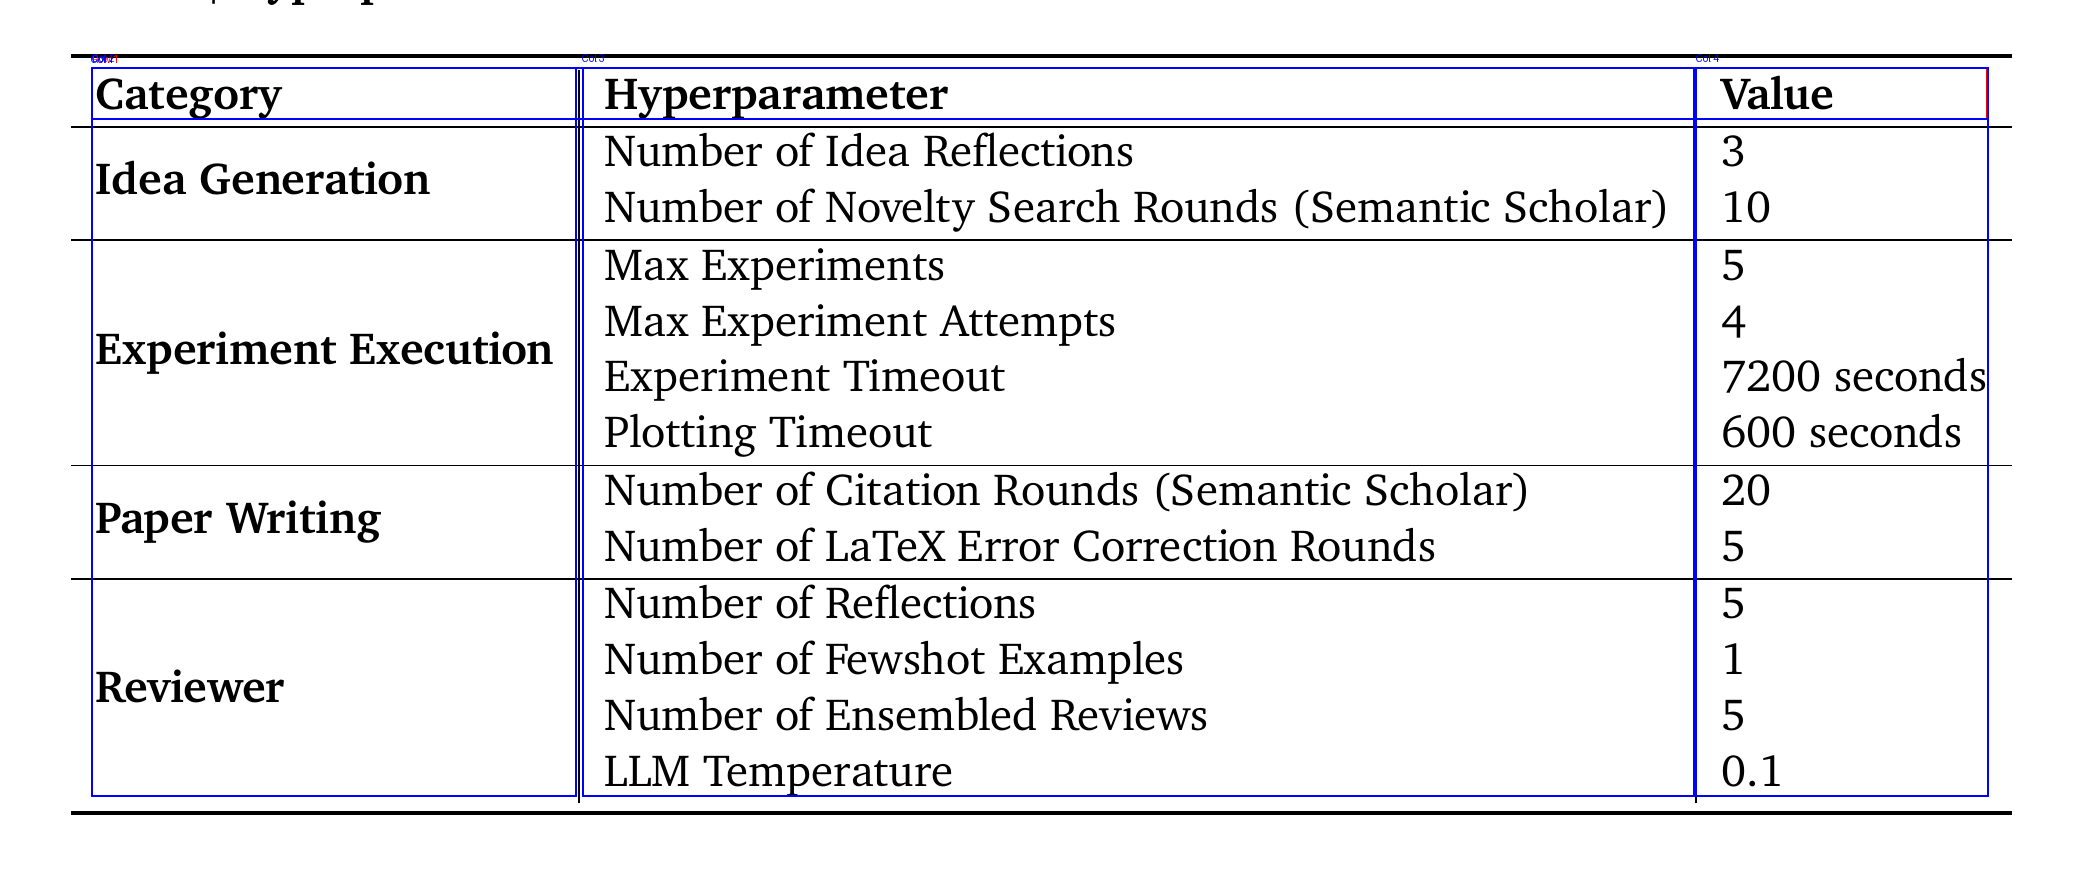 Category Hyperparameter Value
Idea Generation
Number of Idea Reflections 3
Number of Novelty Search Rounds (Semantic Scholar) 10
Experiment Execution
Max Experiments 5
Max Experiment Attempts 4
Experiment Timeout 7200 seconds
Plotting Timeout 600 seconds
Paper Writing
Number of Citation Rounds (Semantic Scholar) 20
Number of LaTeX Error Correction Rounds 5
Reviewer
Number of Reflections 5
Number of Fewshot Examples 1
Number of Ensembled Reviews 5
LLM Temperature 0.1